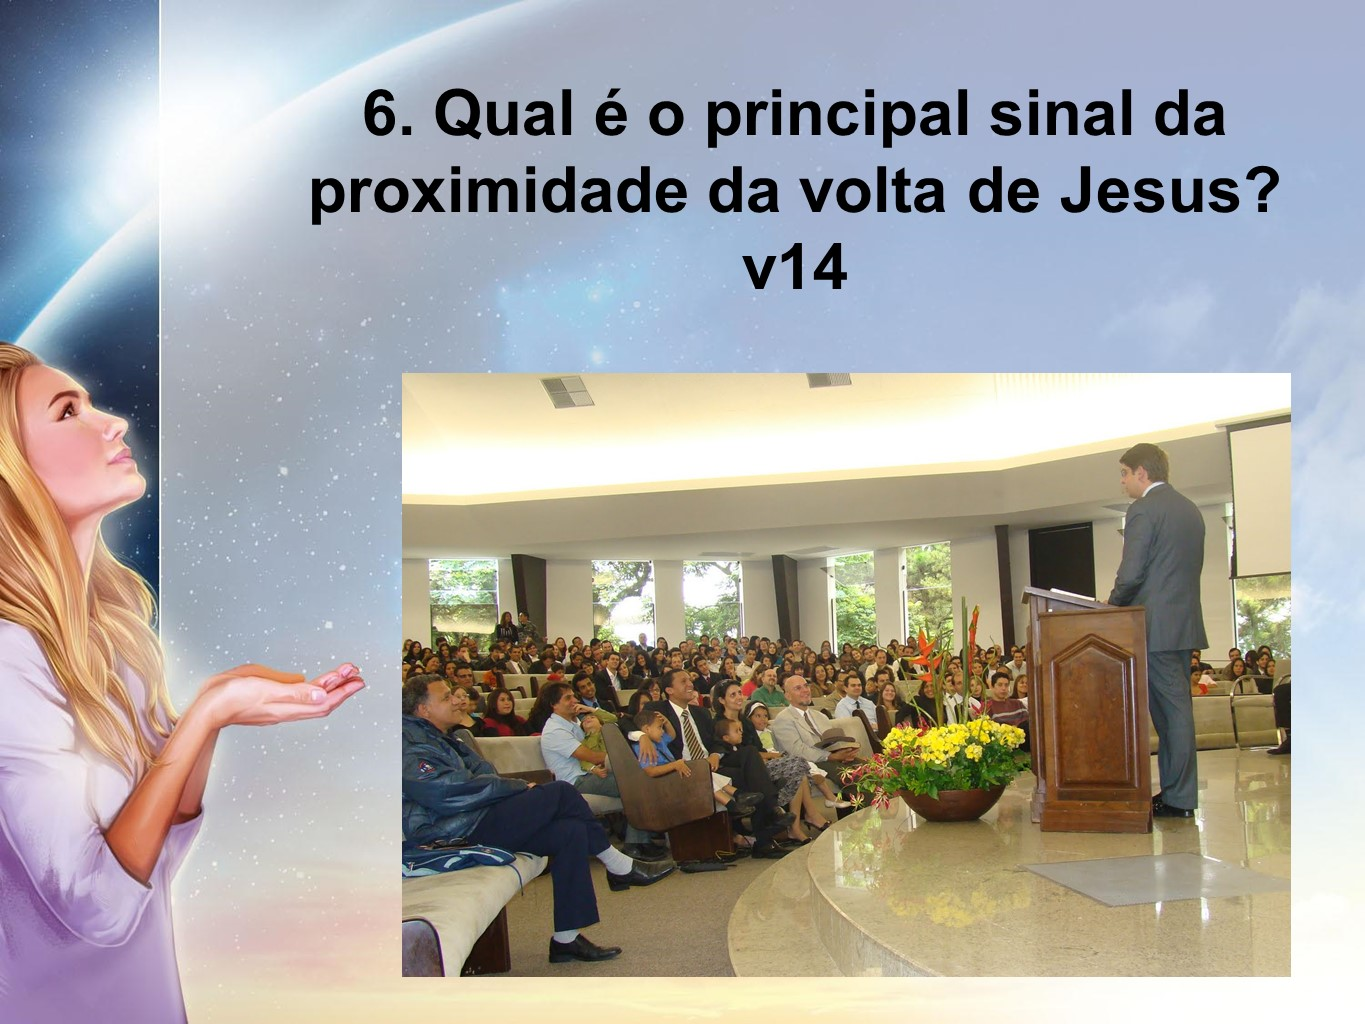 6. Qual é o principal sinal da
proximidade da volta de Jesus?
v14